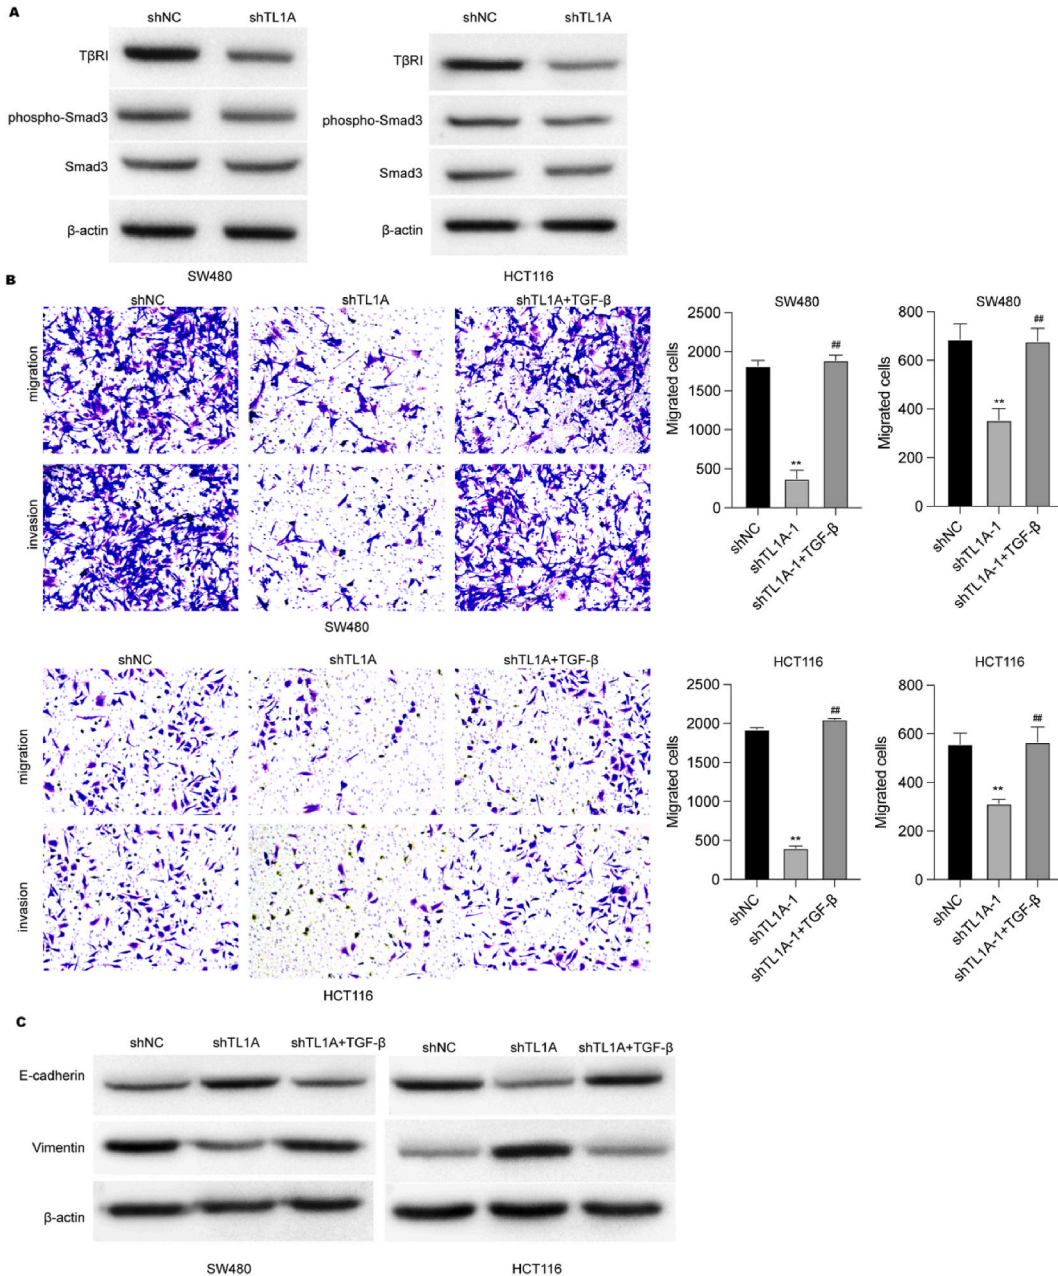 A
shNC shTL1A
TβRI
phospho-Smad3
Smad3
β-actin
SW480
shNC shTL1A
TβRI
phospho-Smad3
Smad3
β-actin
HCT116
B
shNC shTL1A shTL1A+TGF-β
migration
invasion
SW480
SW480
Migrated cells
2500
2000
1500
1000
500
0
**
##
shNC
shTL1A-1
shTL1A-1+TGF-β
SW480
Migrated cells
800
600
400
200
0
**
##
shNC
shTL1A-1
shTL1A-1+TGF-β
shNC shTL1A shTL1A+TGF-β
migration
invasion
HCT116
HCT116
Migrated cells
2500
2000
1500
1000
500
0
**
##
shNC
shTL1A-1
shTL1A-1+TGF-β
HCT116
Migrated cells
800
600
400
200
0
**
##
shNC
shTL1A-1
shTL1A-1+TGF-β
C
shNC shTL1A shTL1A+TGF-β
E-cadherin
Vimentin
β-actin
SW480
shNC shTL1A shTL1A+TGF-β
HCT116